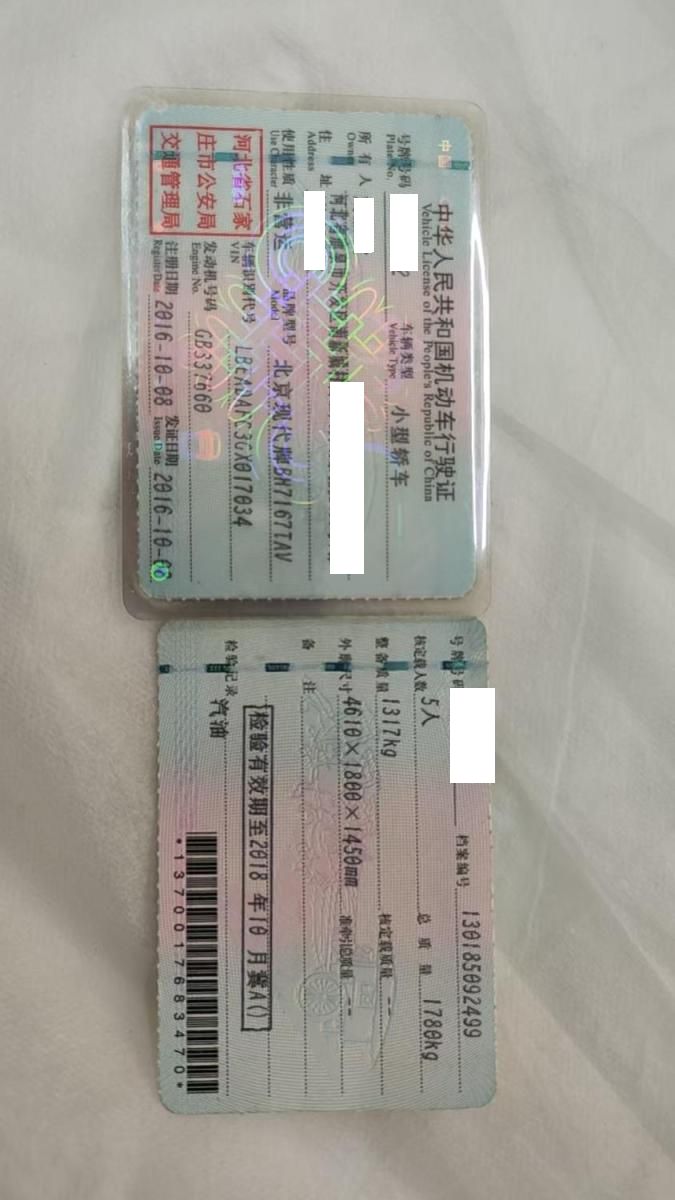 中华人民共和国机动车行驶证
Vehicle License of the People's Republic of China
号牌号码
Plate No.
车辆类型 小型轿车
Vehicle Type
所有人
Owner
住址 河北省
Address
使用性质 非营运 品牌型号 北京现代牌BH7167TAV
Use Character Model
河北省石家
庄市公安局
交通管理局
车辆识别代号
VIN
发动机号码 GB337660
Engine No.
注册日期 2016-10-08 发证日期 2016-10-08
Register Date Issue Date
号牌号码 档案编号 130185092499
核定载人数 5人 总质量 1780kg
整备质量 1317kg 核定载质量 --
外廓尺寸 4610×1800×1450mm 准牵引总质量 --
备注
检验有效期至2018年10月冀A()
检验记录 汽油
*1370017683470*